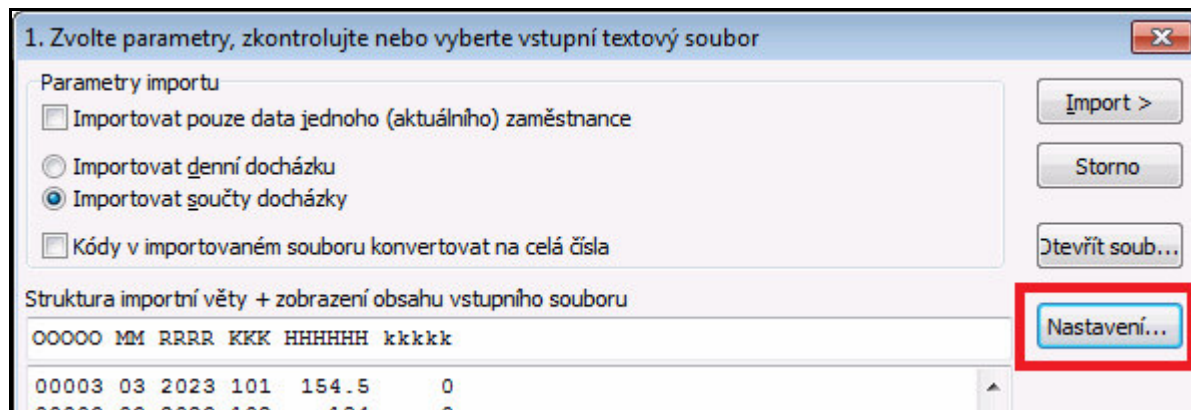 1. Zvolte parametry, zkontrolujte nebo vyberte vstupní textový soubor
Parametry importu
Importovat pouze data jednoho (aktuálního) zaměstnance
Importovat denní docházku
Importovat součty docházky
Kódy v importovaném souboru konvertovat na celá čísla
Import >
Storno
Otevřít soub...
Nastavení...
Struktura importní věty + zobrazení obsahu vstupního souboru
OOOOO MM RRRR KKK HHHHHH kkkkk
00003 03 2023 101 154.5 0